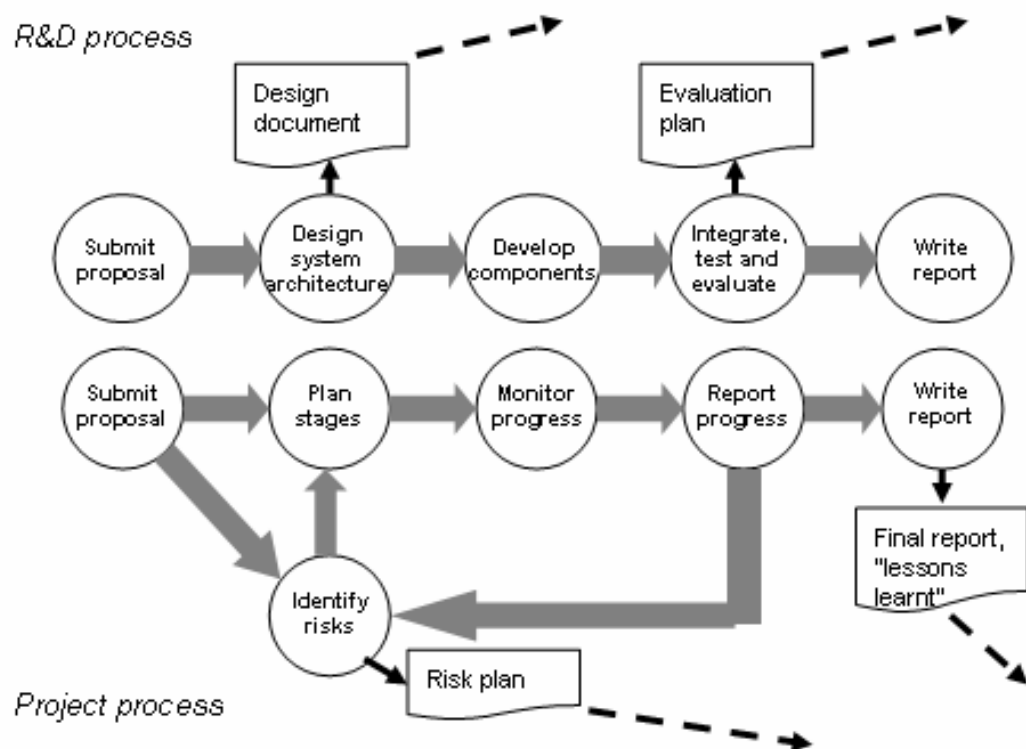 R&D process
Design
document
Evaluation
plan
Submit
proposal
Design
system
architecture
Develop
components
Integrate,
test and
evaluate
Write
report
Submit
proposal
Plan
stages
Monitor
progress
Report
progress
Write
report
Final report,
"lessons
learnt"
Identify
risks
Risk plan
Project process